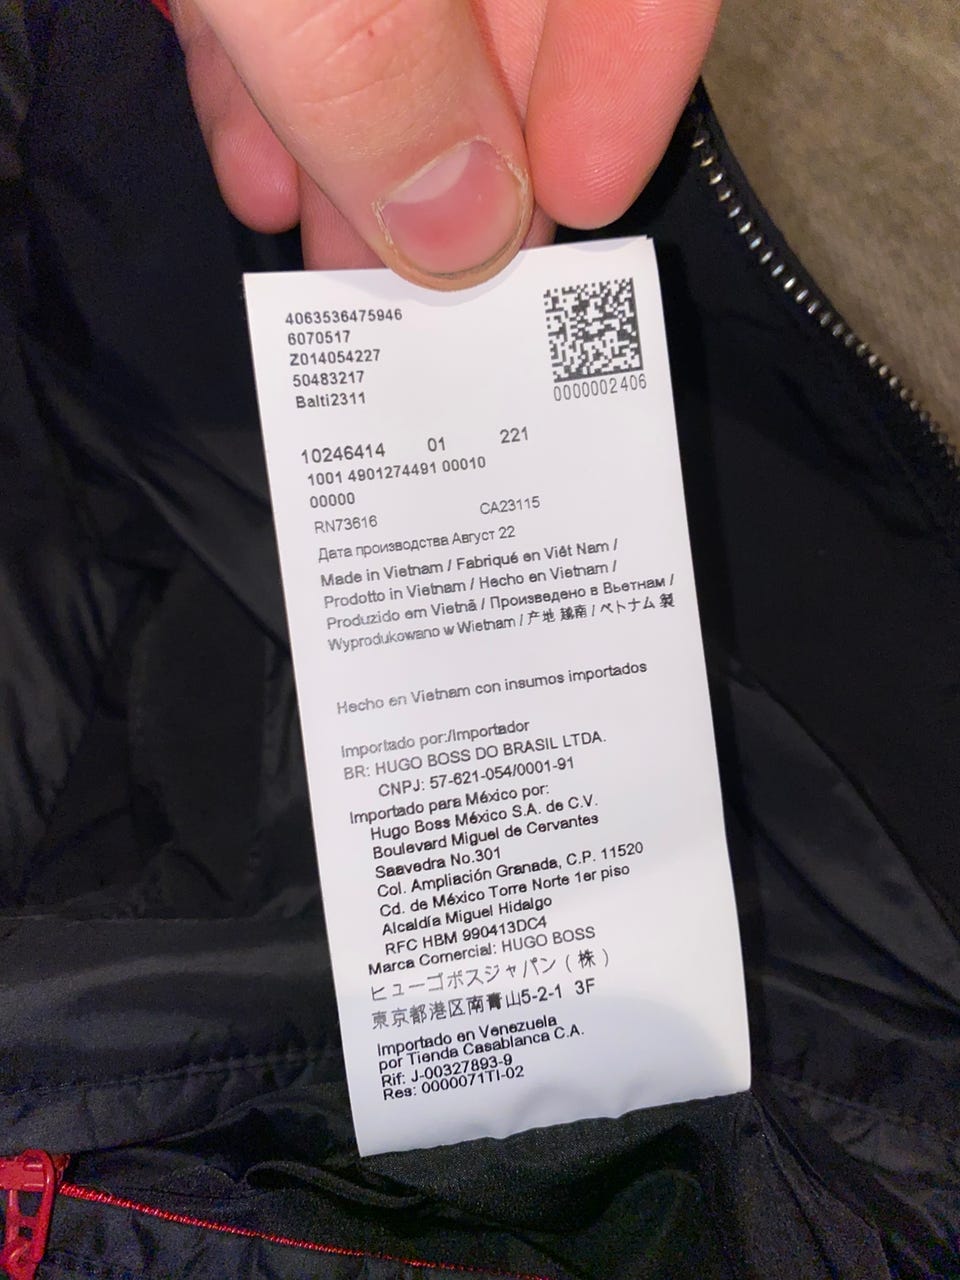 4063536475946
6070517
Z014054227
50483217
Balti2311
0000002406
10246414 01 221
1001 4901274491 00010
00000
RN73616 CA23115
Дата производства Август 22
Made in Vietnam / Fabriqué en Viêt Nam /
Prodotto in Vietnam / Hecho en Vietnam /
Produzido em Vietnã / Произведено в Вьетнам /
Wyprodukowano w Wietnam / 产地 越南 / ベトナム 製
Hecho en Vietnam con insumos importados
Importado por:/Importador
BR: HUGO BOSS DO BRASIL LTDA.
CNPJ: 57-621-054/0001-91
Importado para México por:
Hugo Boss México S.A. de C.V.
Boulevard Miguel de Cervantes
Saavedra No.301
Col. Ampliación Granada, C.P. 11520
Cd. de México Torre Norte 1er piso
Alcaldía Miguel Hidalgo
RFC HBM 990413DC4
Marca Comercial: HUGO BOSS
ヒューゴボスジャパン（株）
東京都港区南青山5-2-1 3F
Importado en Venezuela
por Tienda Casablanca C.A.
Rif: J-00327893-9
Res: 0000071TI-02